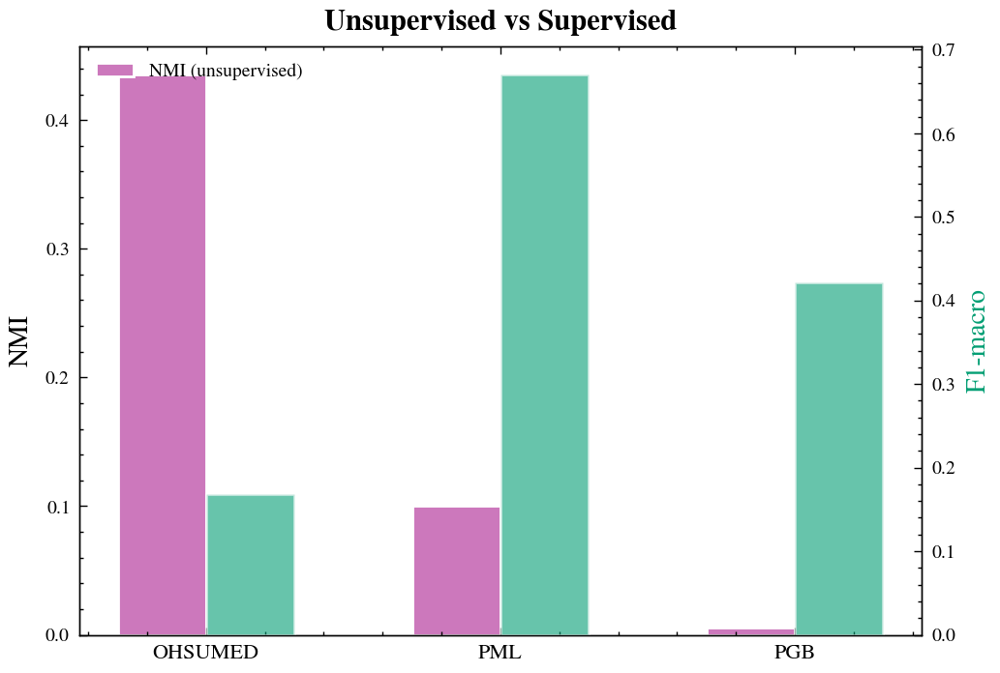 Unsupervised vs Supervised
NMI (unsupervised)
NMI
0.4
0.3
0.2
0.1
0.0
0.7
0.6
0.5
0.4
0.3
0.2
0.1
0.0
F1-macro
OHSUMED
PML
PGB